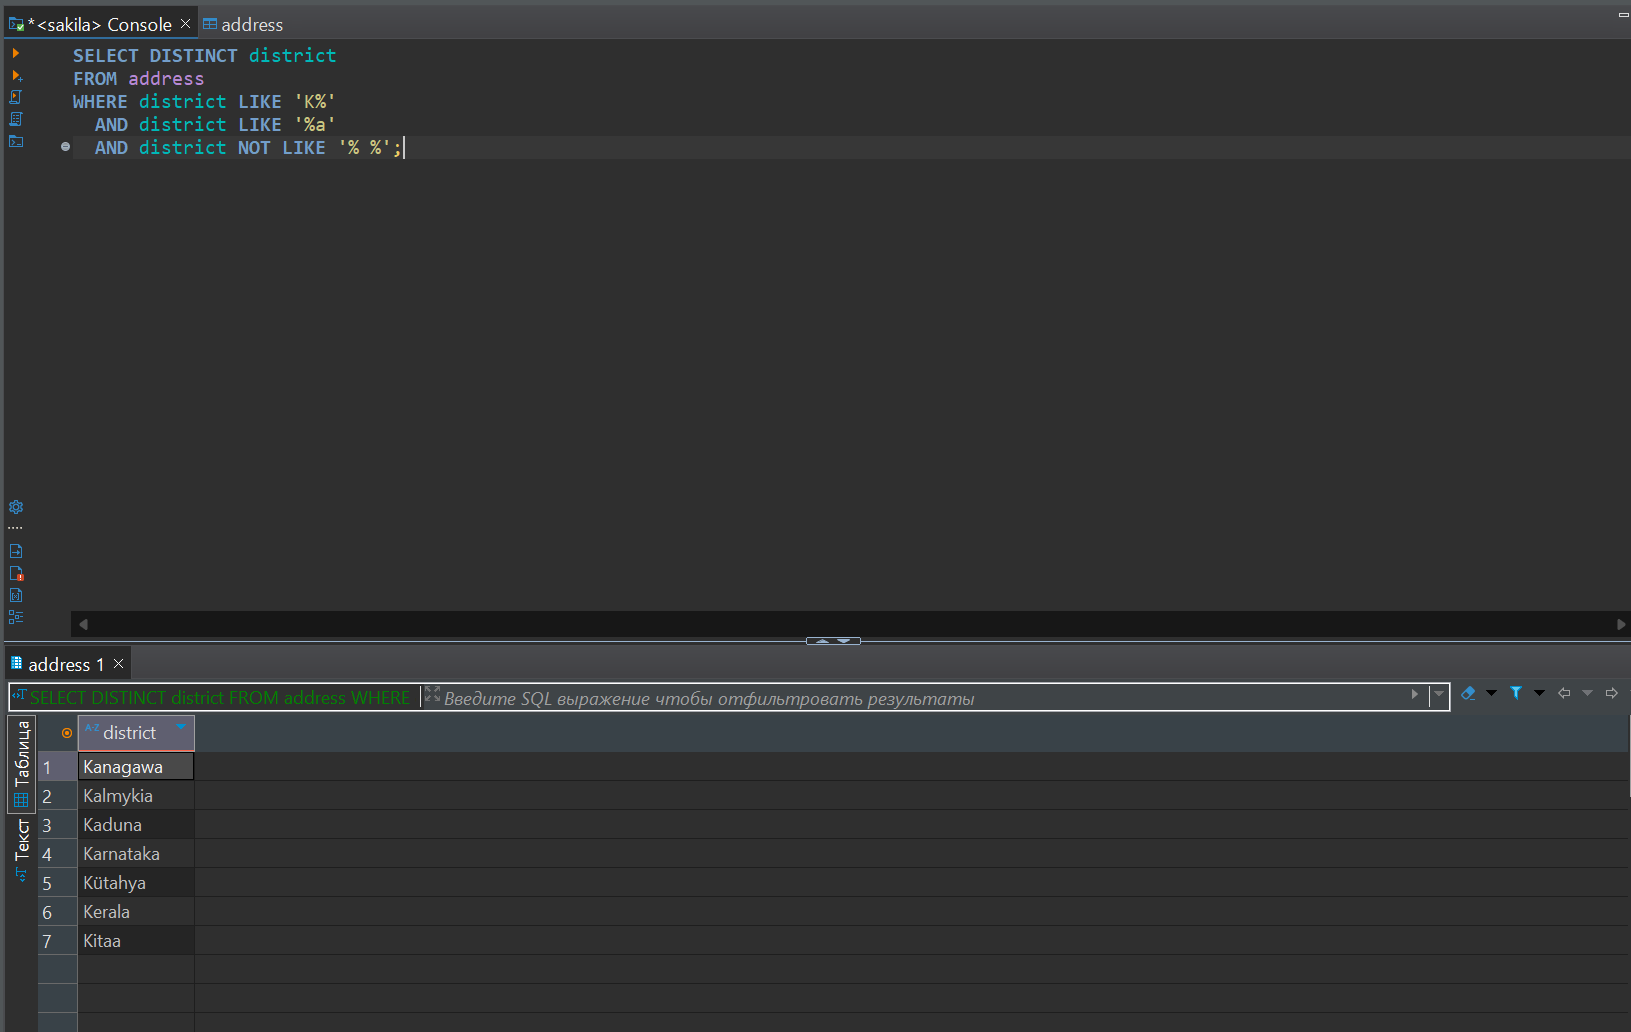 *<sakila> Console
address
SELECT DISTINCT district
FROM address
WHERE district LIKE 'K%'
AND district LIKE '%a'
AND district NOT LIKE '% %';
address 1
SELECT DISTINCT district FROM address WHERE
Введите SQL выражение чтобы отфильтровать результаты
Таблица
Текст
A-Z district
1 Kanagawa
2 Kalmykia
3 Kaduna
4 Karnataka
5 Kütahya
6 Kerala
7 Kitaa